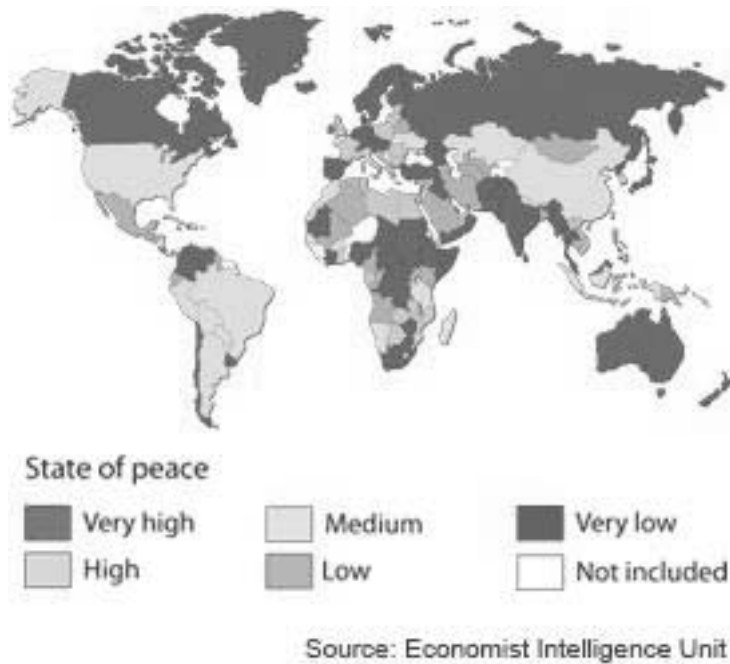 State of peace
Very high
Medium
Very low
High
Low
Not included
Source: Economist Intelligence Unit